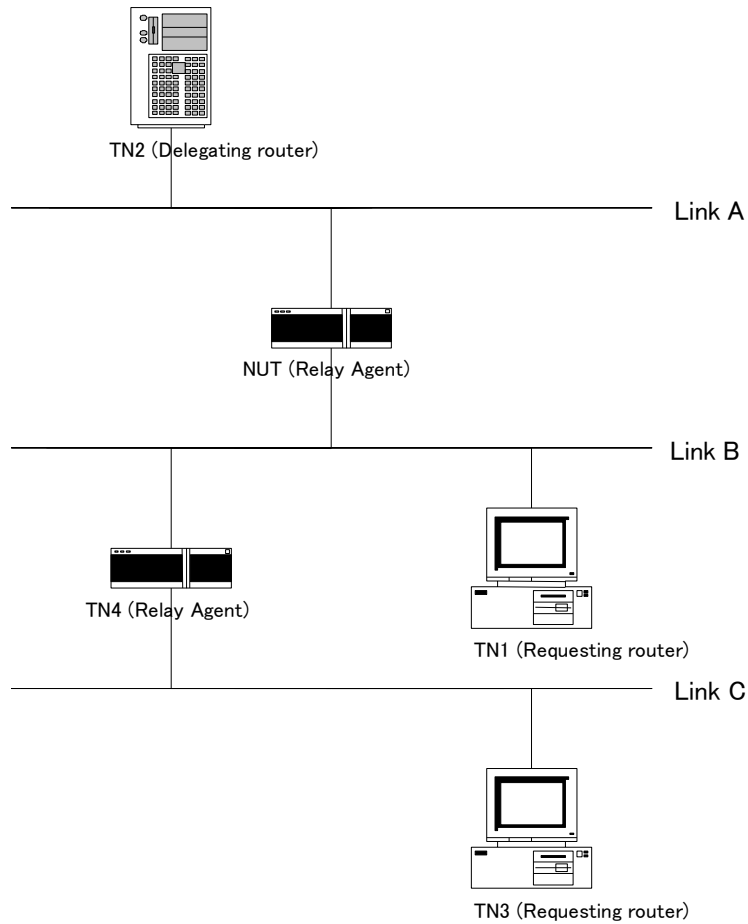 TN2 (Delegating router)
Link A
NUT (Relay Agent)
Link B
TN4 (Relay Agent)
TN1 (Requesting router)
Link C
TN3 (Requesting router)